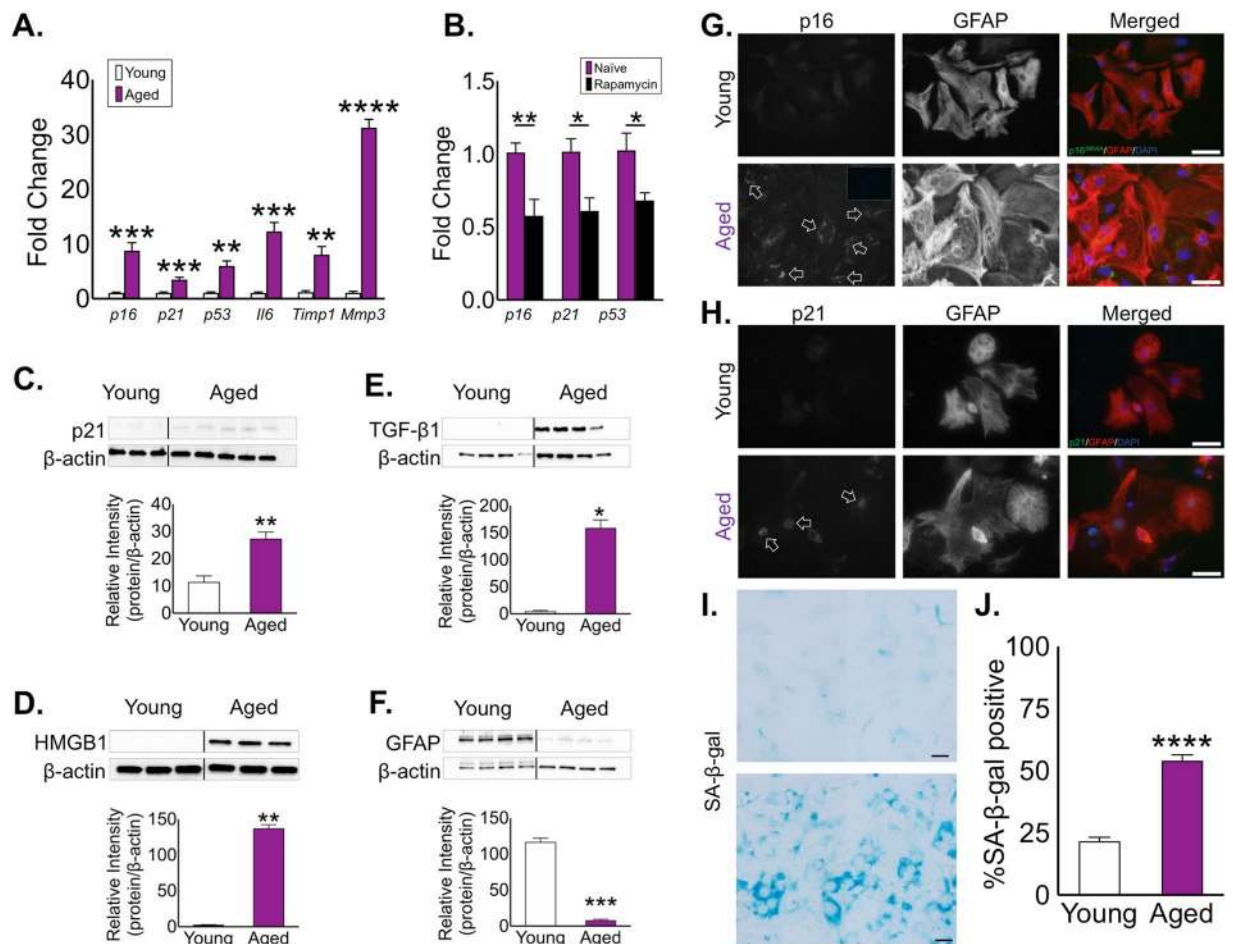 A.
Young
Aged
Fold Change
40
30
20
10
0
***
***
**
***
**
****
p16 p21 p53 Il6 Timp1 Mmp3
B.
Naïve
Rapamycin
Fold Change
1.5
1.0
0.5
0.0
** * *
p16 p21 p53
C.
Young Aged
p21
β-actin
Relative Intensity
(protein/β-actin)
40
30
20
10
0
**
Young Aged
D.
Young Aged
HMGB1
β-actin
Relative Intensity
(protein/β-actin)
150
100
50
0
**
Young Aged
E.
Young Aged
TGF-β1
β-actin
Relative Intensity
(protein/β-actin)
200
150
100
50
0
*
Young Aged
F.
Young Aged
GFAP
β-actin
Relative Intensity
(protein/β-actin)
150
100
50
0
***
Young Aged
G.
p16 GFAP Merged
Young
/GFAP/DAPI
Aged
H.
p21 GFAP Merged
Young
p21/GFAP/DAPI
Aged
I.
SA-β-gal
J.
%SA-β-gal positive
100
75
50
25
0
****
Young Aged